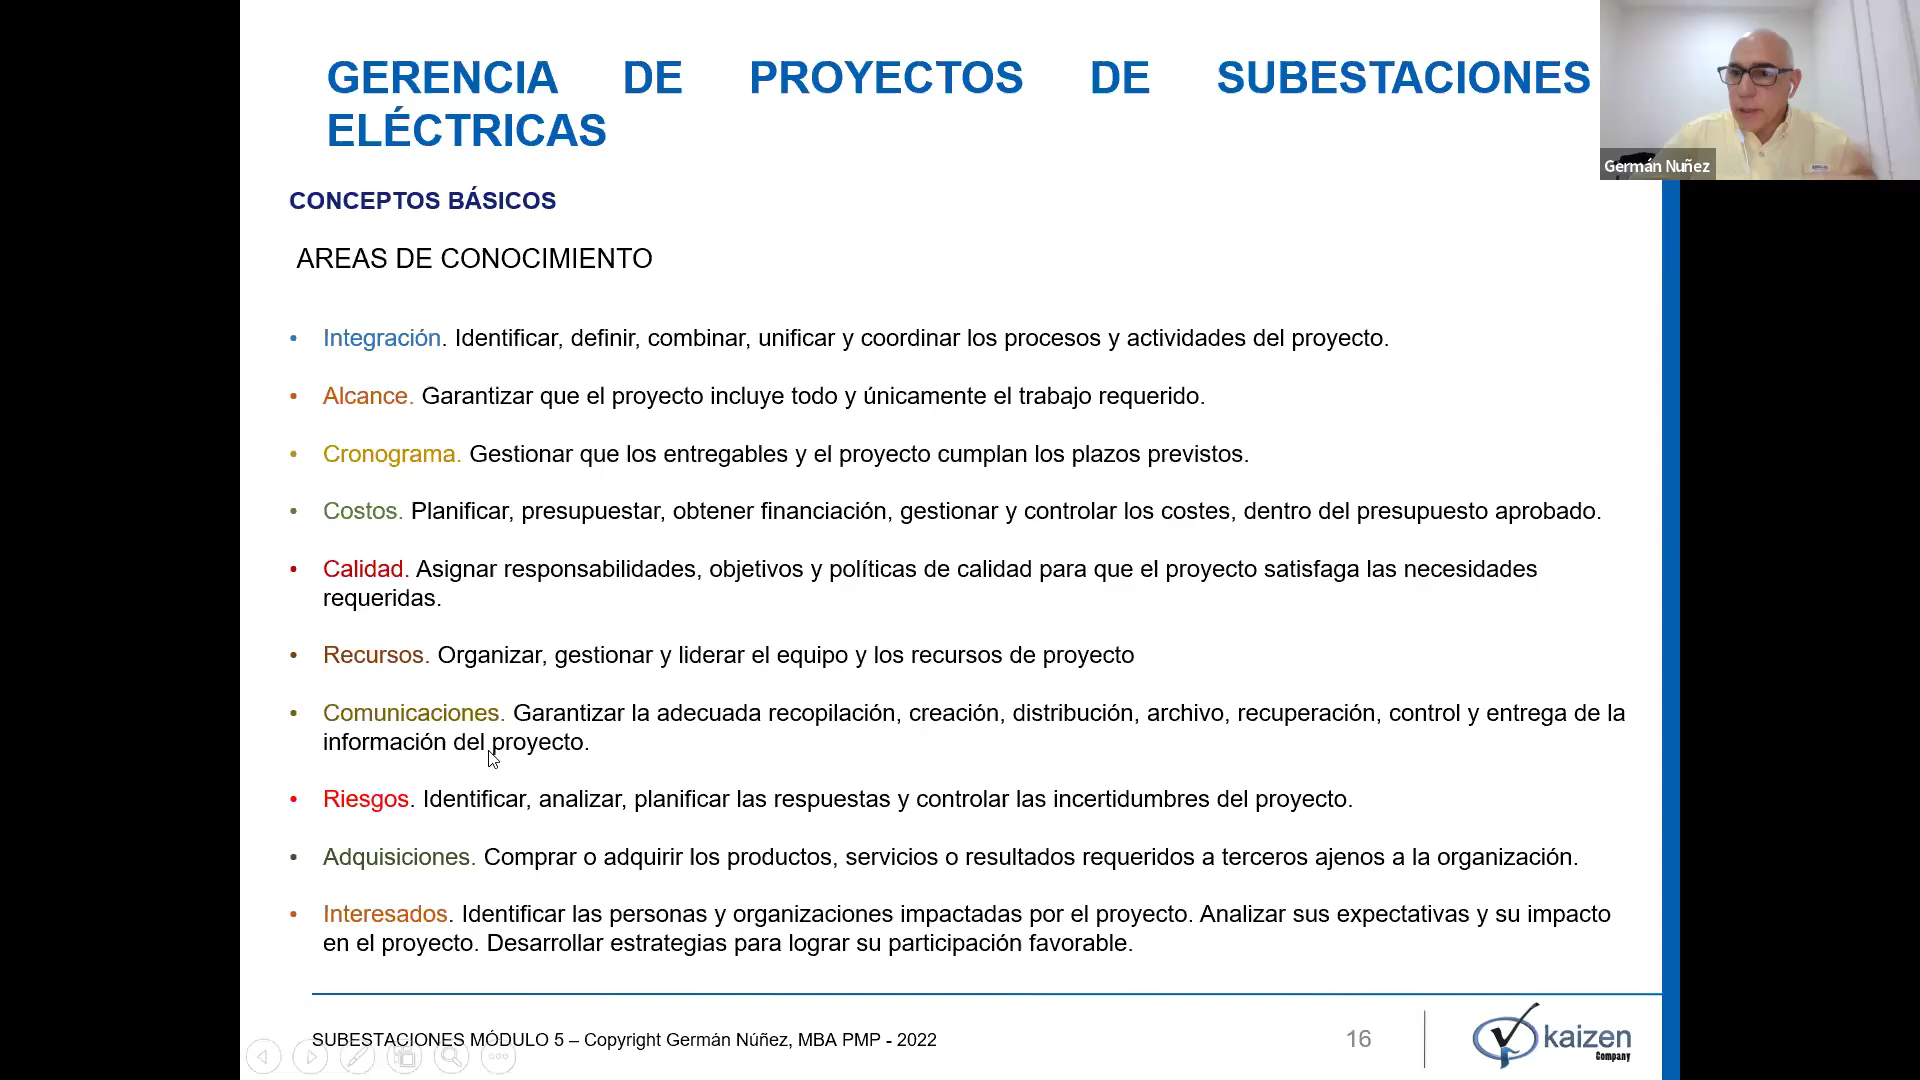 GERENCIA DE PROYECTOS DE SUBESTACIONES
ELÉCTRICAS
Germán Nuñez
CONCEPTOS BÁSICOS
AREAS DE CONOCIMIENTO
• Integración. Identificar, definir, combinar, unificar y coordinar los procesos y actividades del proyecto.
• Alcance. Garantizar que el proyecto incluye todo y únicamente el trabajo requerido.
• Cronograma. Gestionar que los entregables y el proyecto cumplan los plazos previstos.
• Costos. Planificar, presupuestar, obtener financiación, gestionar y controlar los costes, dentro del presupuesto aprobado.
• Calidad. Asignar responsabilidades, objetivos y políticas de calidad para que el proyecto satisfaga las necesidades
requeridas.
• Recursos. Organizar, gestionar y liderar el equipo y los recursos de proyecto
• Comunicaciones. Garantizar la adecuada recopilación, creación, distribución, archivo, recuperación, control y entrega de la
información del proyecto.
• Riesgos. Identificar, analizar, planificar las respuestas y controlar las incertidumbres del proyecto.
• Adquisiciones. Comprar o adquirir los productos, servicios o resultados requeridos a terceros ajenos a la organización.
• Interesados. Identificar las personas y organizaciones impactadas por el proyecto. Analizar sus expectativas y su impacto
en el proyecto. Desarrollar estrategias para lograr su participación favorable.
SUBESTACIONES MÓDULO 5 – Copyright Germán Núñez, MBA PMP - 2022
16
kaizen
Company